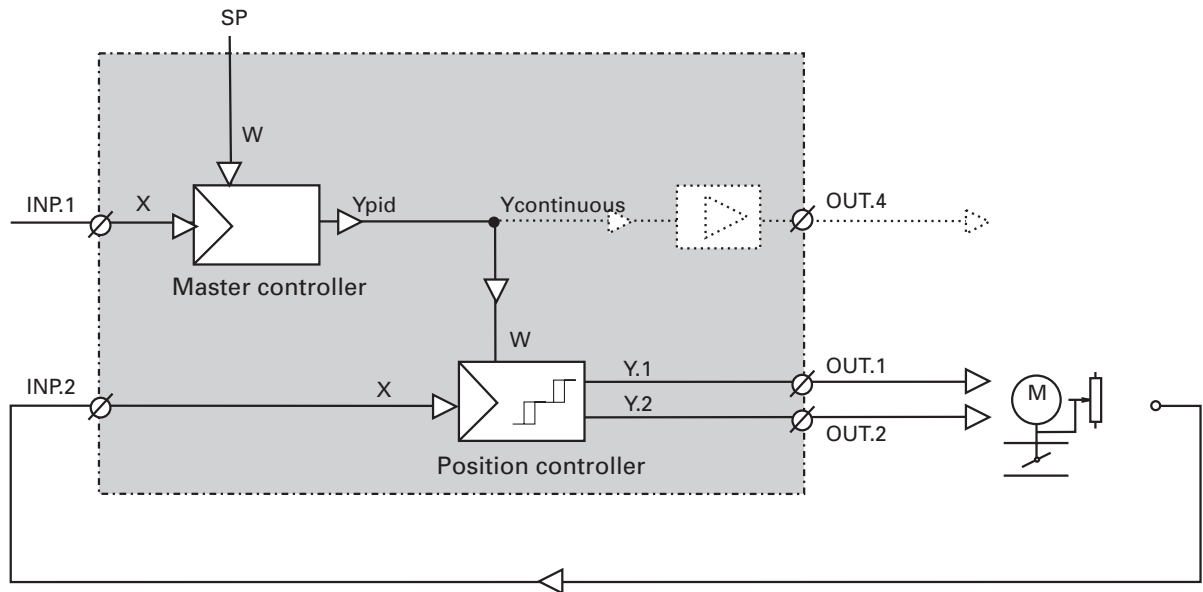 SP
W
INP.1
X
Ypid
Ycontinuous
OUT.4
Master controller
W
INP.2
X
Y.1
OUT.1
M
Y.2
OUT.2
Position controller